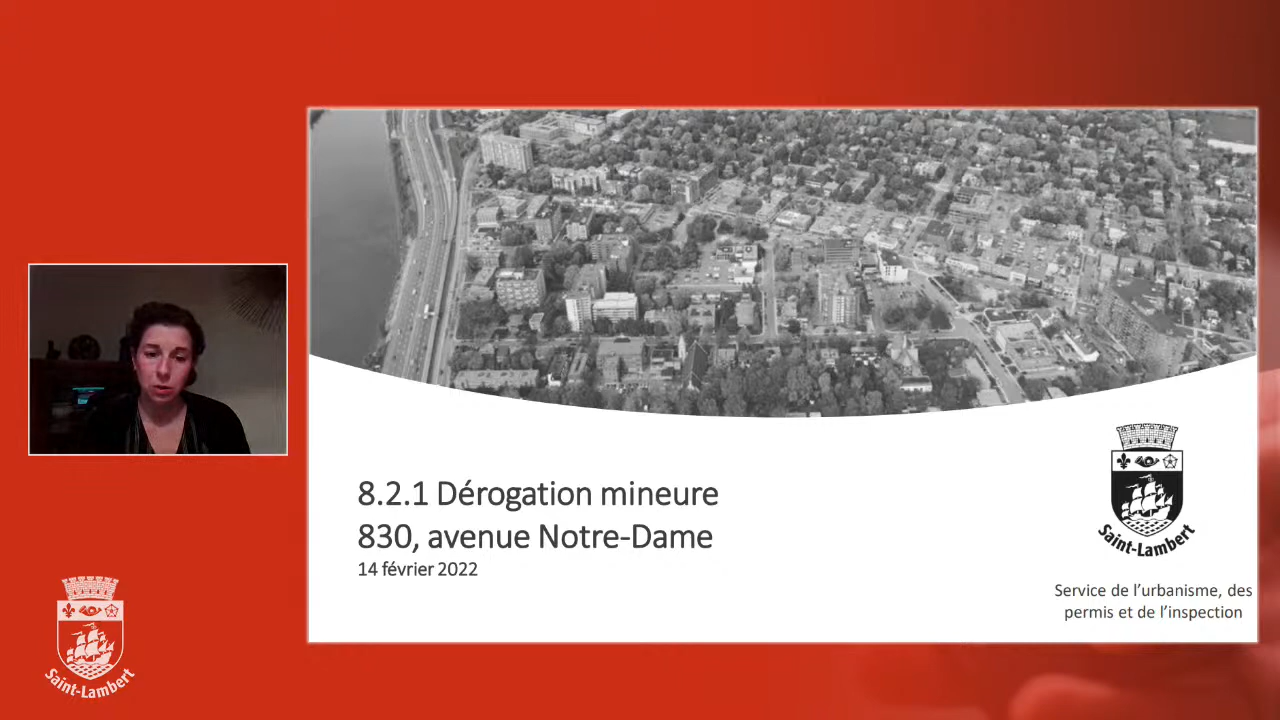 8.2.1 Dérogation mineure
830, avenue Notre-Dame
14 février 2022
Saint-Lambert
Service de l'urbanisme, des
permis et de l'inspection
Saint-Lambert